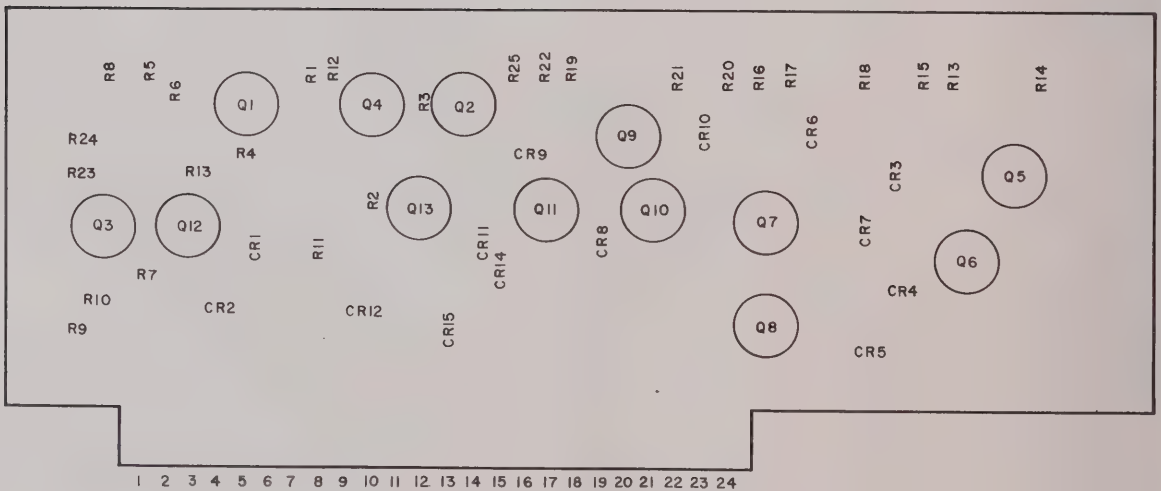 R8
R5
R6
Q1
R1
R12
Q4
R3
Q2
R25
R22
R19
Q9
R21
R20
R16
R17
R18
R15
R13
R14
R24
R4
CR9
CR10
CR6
R23
R13
CR3
Q5
Q3
Q12
R2
Q13
Q11
Q10
Q7
CR1
R11
CR11
CR14
CR8
CR7
Q6
R7
R10
CR2
CR12
CR4
R9
CR15
Q8
CR5
1 2 3 4 5 6 7 8 9 10 11 12 13 14 15 16 17 18 19 20 21 22 23 24